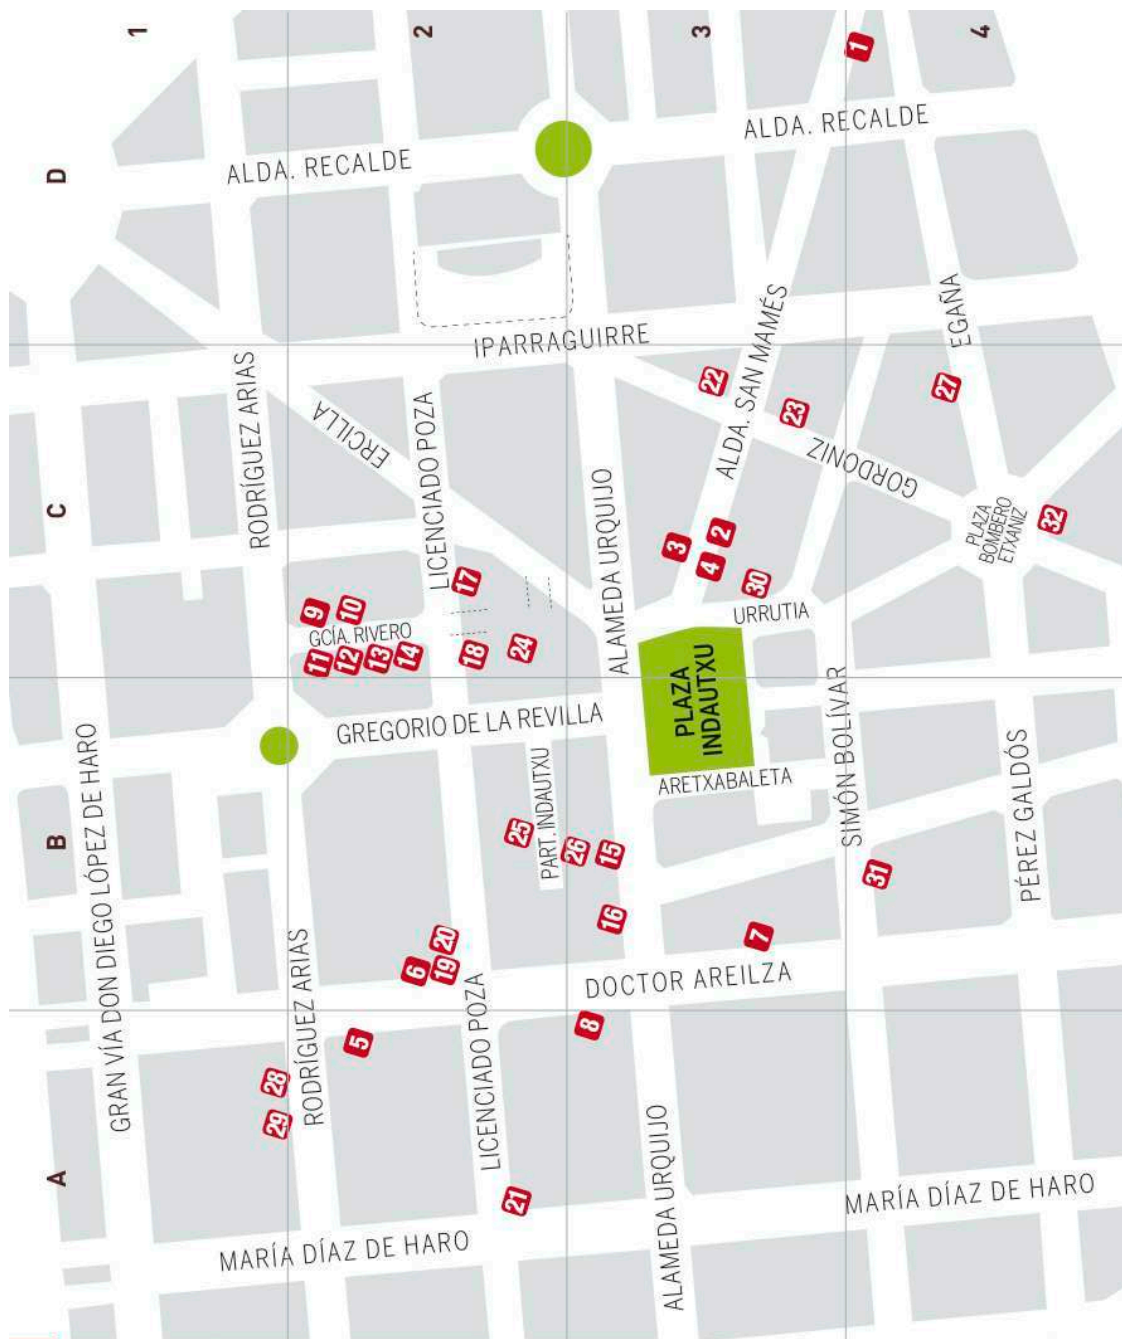 1
2
3
4
D
C
B
A
1
ALDA. RECALDE
ALDA. RECALDE
EGAÑA
ALDA. SAN MAMÉS
IPARRAGUIRRE
22
23
27
RODRÍGUEZ ARIAS
ERCILLA
LICENCIADO POZA
GORDONIZ
ALAMEDA URQUIJO
PLAZA
BOMBERO
ETXANIZ
32
3
2
4
30
17
9
10
GCÍA. RIVERO
11
12
13
14
18
24
URRUTIA
PLAZA
INDAUTXU
GREGORIO DE LA REVILLA
ARETXABALETA
SIMÓN BOLÍVAR
PÉREZ GALDÓS
GRAN VÍA DON DIEGO LÓPEZ DE HARO
25
PART. INDAUTXU
26
15
31
16
7
20
6
19
DOCTOR AREILZA
RODRÍGUEZ ARIAS
LICENCIADO POZA
8
5
28
29
21
ALAMEDA URQUIJO
MARÍA DÍAZ DE HARO
MARÍA DÍAZ DE HARO